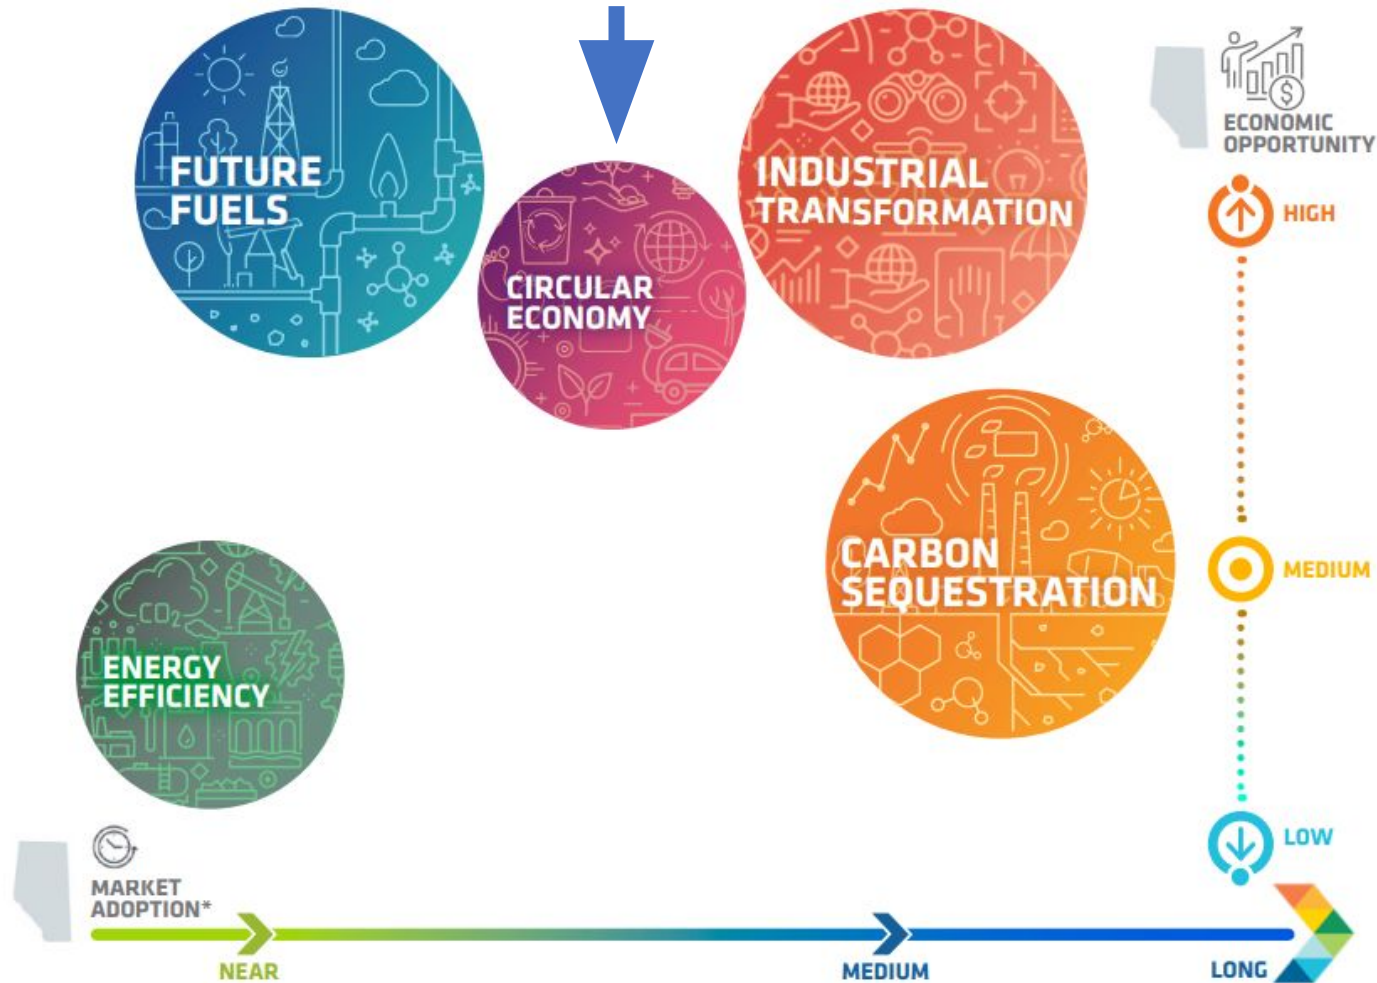 FUTURE
FUELS
CIRCULAR
ECONOMY
INDUSTRIAL
TRANSFORMATION
ECONOMIC
OPPORTUNITY
HIGH
CARBON
SEQUESTRATION
MEDIUM
ENERGY
EFFICIENCY
CO2
$
LOW
MARKET
ADOPTION*
NEAR
MEDIUM
LONG